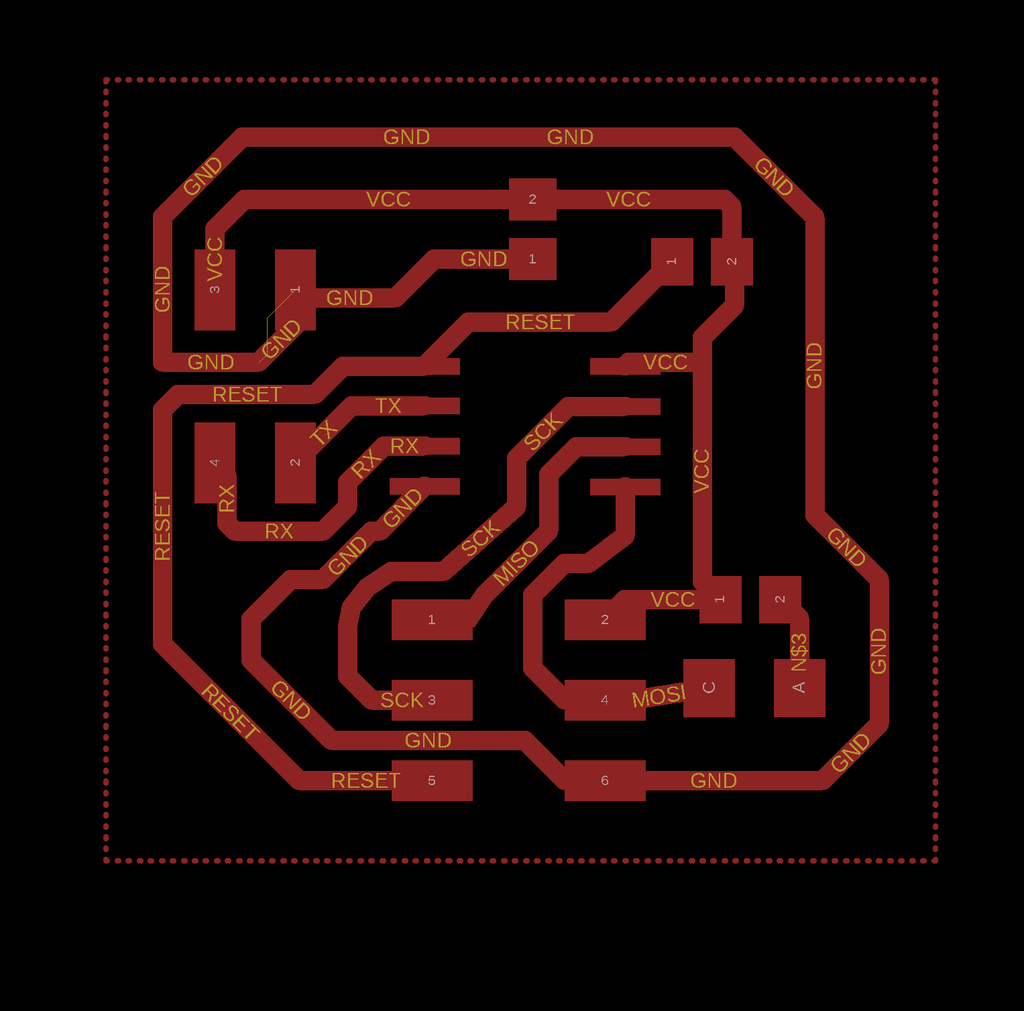 GND GND
GND GND
VCC 2 VCC
VCC GND 1 1 2
GND 3 1 GND
RESET
GND GND VCC GND
RESET TX
TX SCK
RX RX
4 2 VCC
RX GND
RESET RX SCK
GND MISO GND
1 2 VCC 1 2
N$3 GND
GND SCK 3 4 MOSI C A
RESET
GND
GND
RESET 5 6 GND